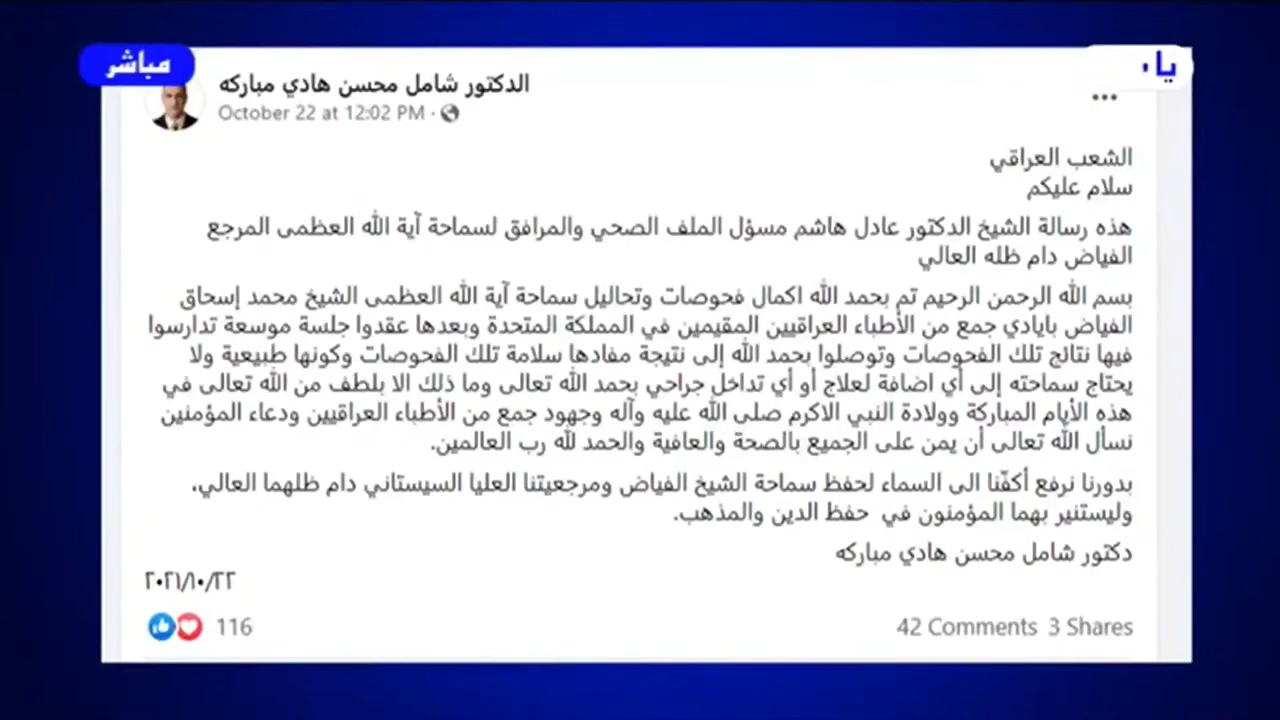 مباشر
يا
الدكتور شامل محسن هادي مباركه
October 22 at 12:02 PM ·
الشعب العراقي
سلام عليكم
هذه رسالة الشيخ الدكتور عادل هاشم مسؤل الملف الصحي والمرافق لسماحة آية الله العظمى المرجع
الفياض دام ظله العالي
بسم الله الرحمن الرحيم تم بحمد الله اكمال فحوصات وتحاليل سماحة آية الله العظمى الشيخ محمد إسحاق
الفياض بايادي جمع من الأطباء العراقيين المقيمين في المملكة المتحدة وبعدها عقدوا جلسة موسعة تدارسوا
فيها نتائج تلك الفحوصات وتوصلوا بحمد الله إلى نتيجة مفادها سلامة تلك الفحوصات وكونها طبيعية ولا
يحتاج سماحته إلى أي اضافة لعلاج أو أي تداخل جراحي بحمد الله تعالى وما ذلك الا بلطف من الله تعالى في
هذه الأيام المباركة وولادة النبي الاكرم صلى الله عليه وآله وجهود جمع من الأطباء العراقيين ودعاء المؤمنين
نسأل الله تعالى أن يمن على الجميع بالصحة والعافية والحمد لله رب العالمين.
بدورنا نرفع أكفّنا الى السماء لحفظ سماحة الشيخ الفياض ومرجعيتنا العليا السيستاني دام ظلهما العالي،
وليستنير بهما المؤمنون في حفظ الدين والمذهب.
دكتور شامل محسن هادي مباركه
٢٠٢١/١٠/٢٢
116
42 Comments 3 Shares